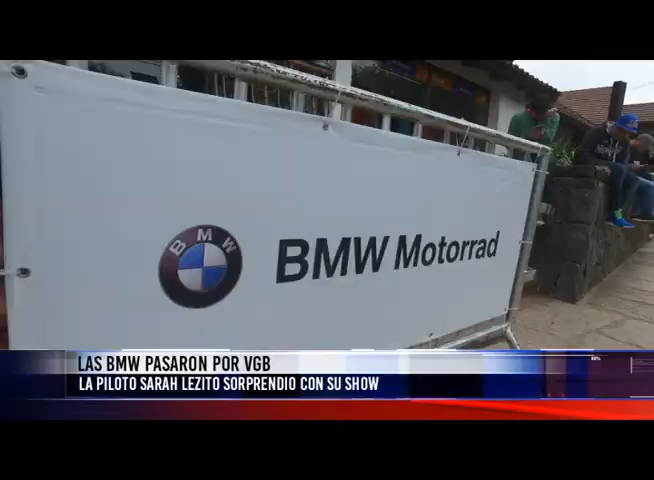 BMW
BMW Motorrad
LAS BMW PASARON POR VGB
LA PILOTO SARAH LEZITO SORPRENDIO CON SU SHOW